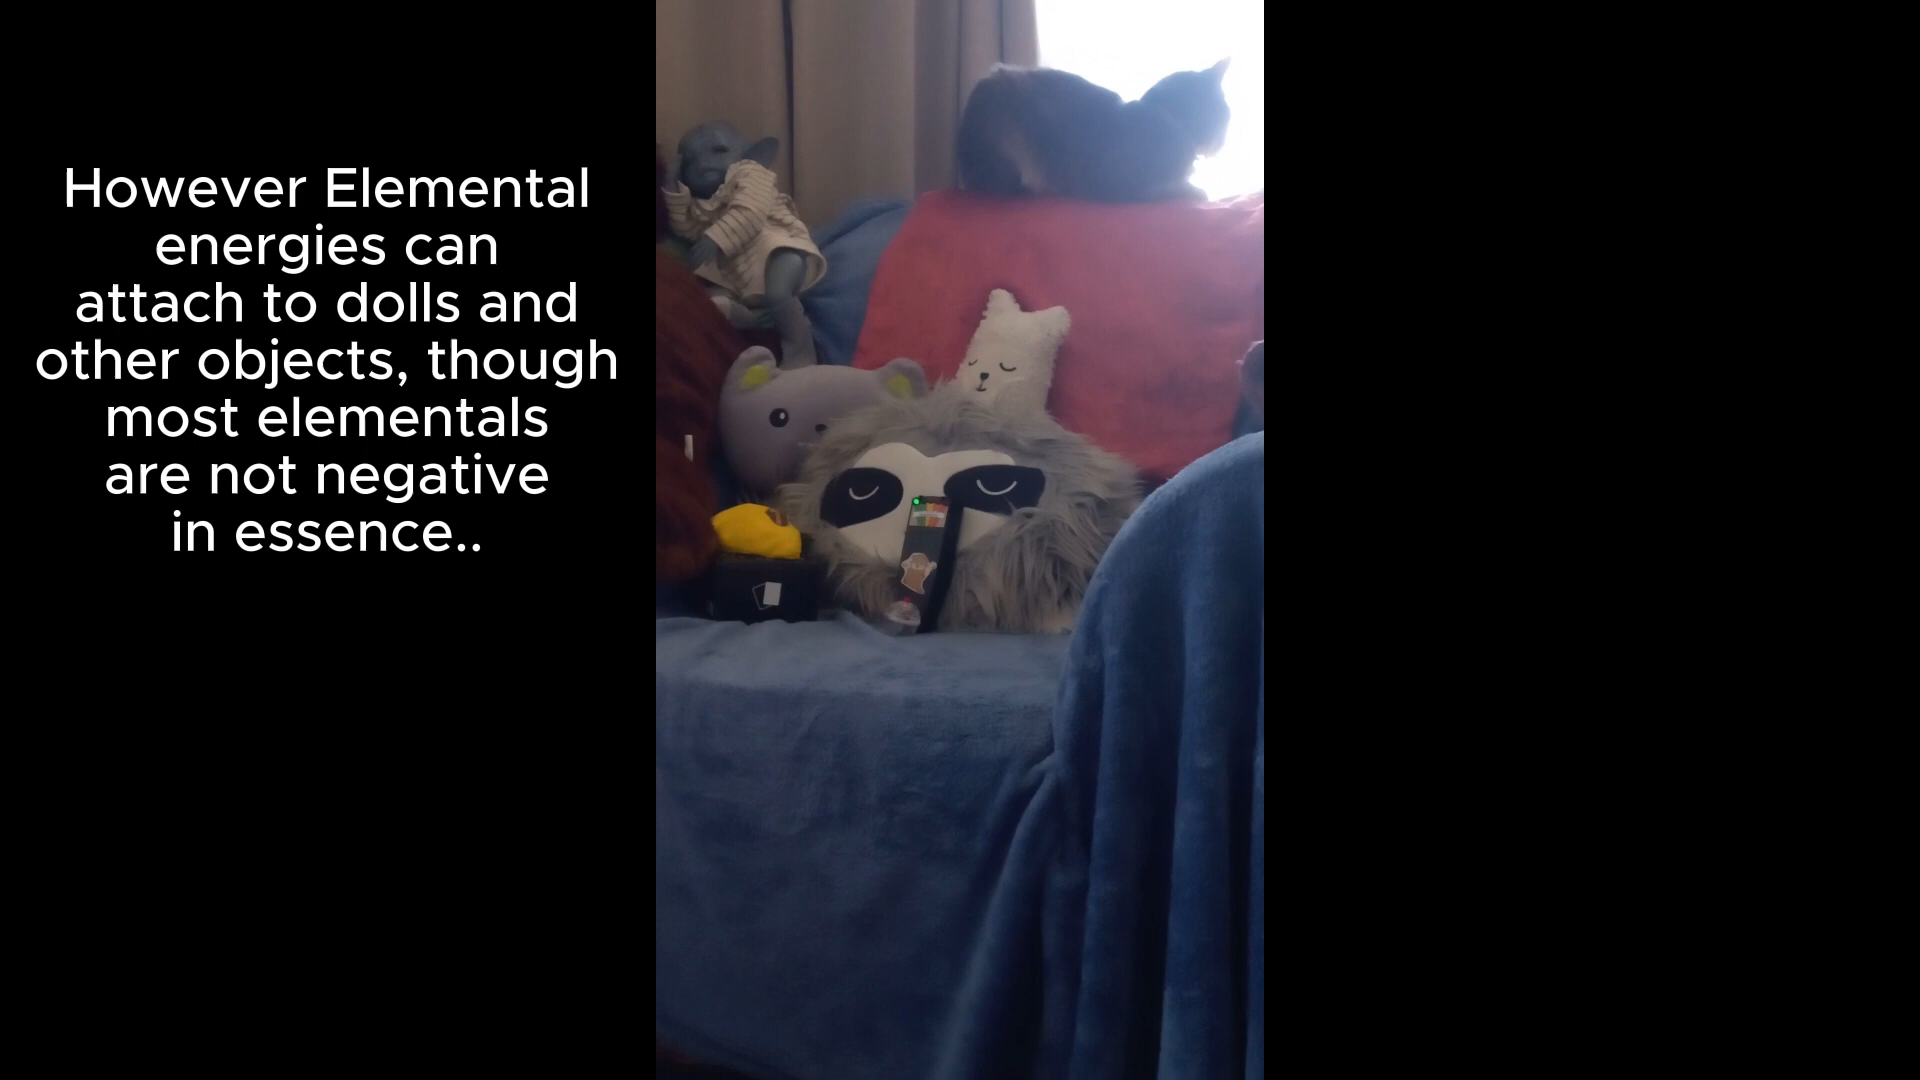 However Elemental
energies can
attach to dolls and
other objects, though
most elementals
are not negative
in essence..